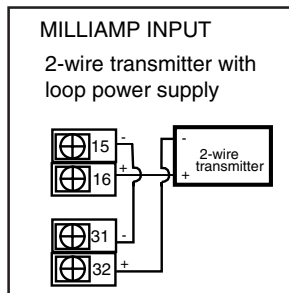 MILLIAMP INPUT
2-wire transmitter with
loop power supply
15 -
16 +
31 -
32 +
-
2-wire
transmitter
+